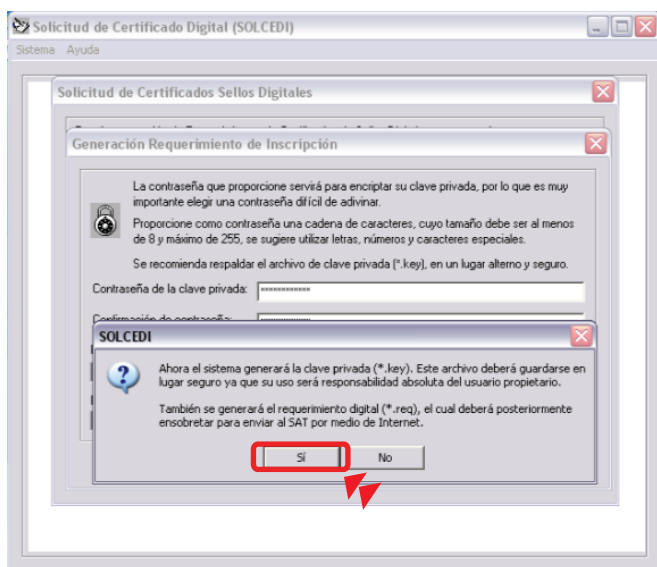 Solicitud de Certificado Digital (SOLCEDI)
Sistema Ayuda
Solicitud de Certificados Sellos Digitales
Generación Requerimiento de Inscripción
La contraseña que proporcione servirá para encriptar su clave privada, por lo que es muy
importante elegir una contraseña difícil de adivinar.
Proporcione como contraseña una cadena de caracteres, cuyo tamaño debe ser al menos
de 8 y máximo de 255, se sugiere utilizar letras, números y caracteres especiales.
Se recomienda respaldar el archivo de clave privada (*.key), en un lugar alterno y seguro.
Contraseña de la clave privada:
Confirmación de contraseña:
SOLCEDI
Ahora el sistema generará la clave privada (*.key). Este archivo deberá guardarse en
lugar seguro ya que su uso será responsabilidad absoluta del usuario propietario.
También se generará el requerimiento digital (*.req), el cual deberá posteriormente
ensobretar para enviar al SAT por medio de Internet.
Sí No